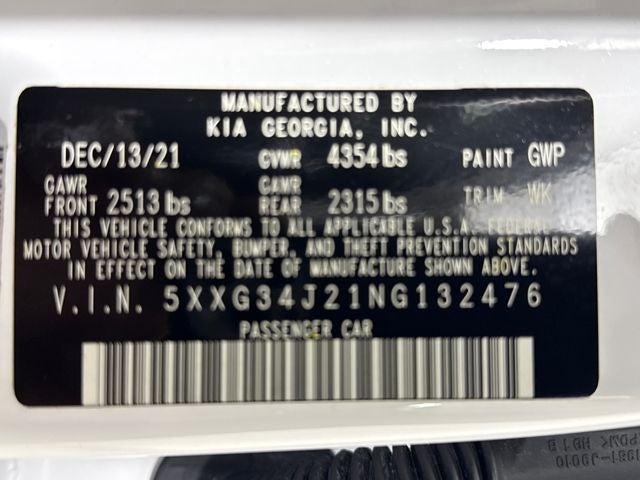 MANUFACTURED BY
KIA GEORGIA, INC.
DEC/13/21 GVWR 4354 lbs PAINT GWP
GAWR FRONT 2513 lbs GAWR REAR 2315 lbs TRIM WK
THIS VEHICLE CONFORMS TO ALL APPLICABLE U.S.A. FEDERAL
MOTOR VEHICLE SAFETY, BUMPER, AND THEFT PREVENTION STANDARDS
IN EFFECT ON THE DATE OF MANUFACTURE SHOWN ABOVE.
V.I.N. 5XXG34J21NG132476
PASSENGER CAR